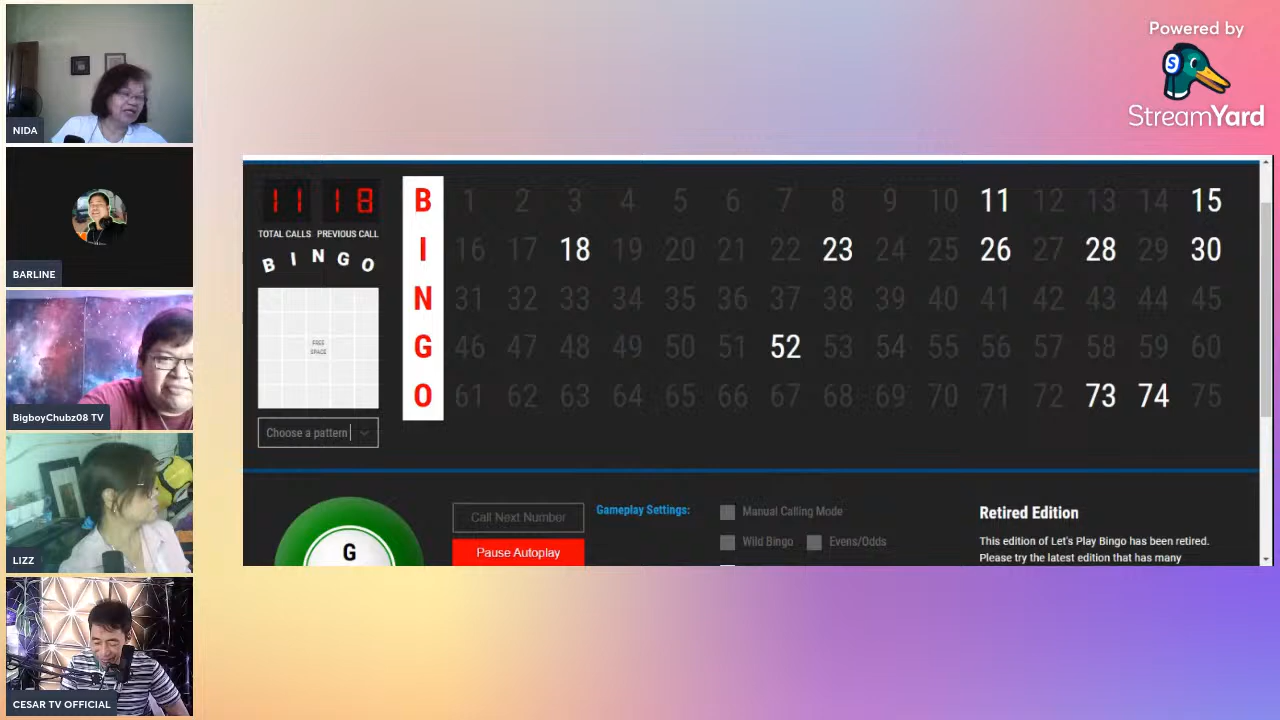 NIDA
BARLINE
BigboyChubz08 TV
LIZZ
CESAR TV OFFICIAL
Powered by
S
StreamYard
11 18
TOTAL CALLS PREVIOUS CALL
B I N G O
FREE
SPACE
Choose a pattern
B 1 2 3 4 5 6 7 8 9 10 11 12 13 14 15
I 16 17 18 19 20 21 22 23 24 25 26 27 28 29 30
N 31 32 33 34 35 36 37 38 39 40 41 42 43 44 45
G 46 47 48 49 50 51 52 53 54 55 56 57 58 59 60
O 61 62 63 64 65 66 67 68 69 70 71 72 73 74 75
G
Call Next Number
Pause Autoplay
Gameplay Settings:
Manual Calling Mode
Wild Bingo Evens/Odds
Retired Edition
This edition of Let's Play Bingo has been retired.
Please try the latest edition that has many